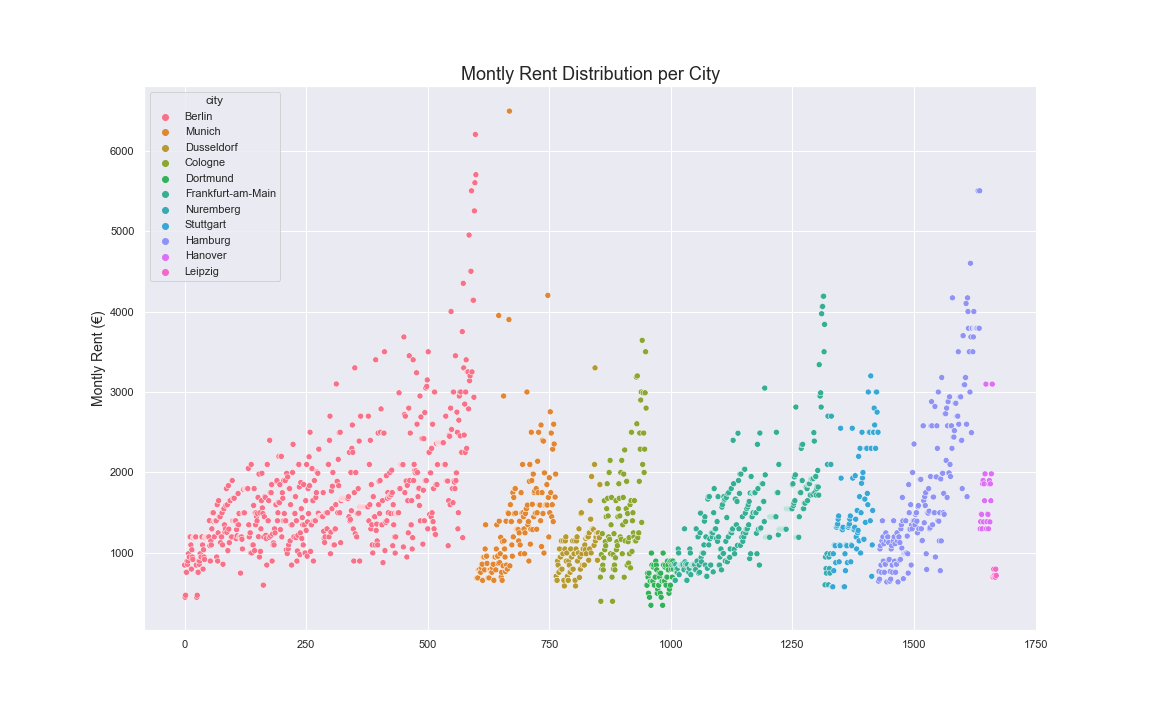 Montly Rent Distribution per City
city
Berlin
Munich
Dusseldorf
Cologne
Dortmund
Frankfurt-am-Main
Nuremberg
Stuttgart
Hamburg
Hanover
Leipzig
Montly Rent (€)
6000
5000
4000
3000
2000
1000
0 250 500 750 1000 1250 1500 1750